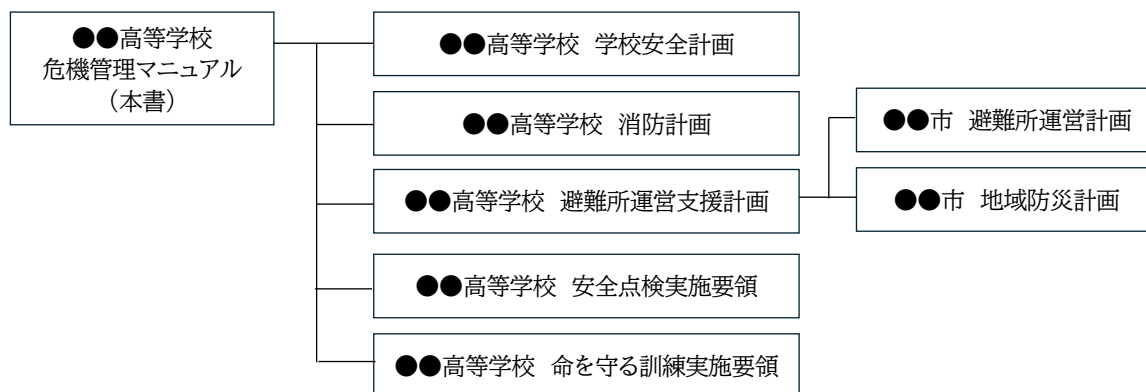 ●●高等学校
危機管理マニュアル
（本書）
●●高等学校 学校安全計画
●●高等学校 消防計画
●●高等学校 避難所運営支援計画
●●高等学校 安全点検実施要領
●●高等学校 命を守る訓練実施要領
●●市 避難所運営計画
●●市 地域防災計画